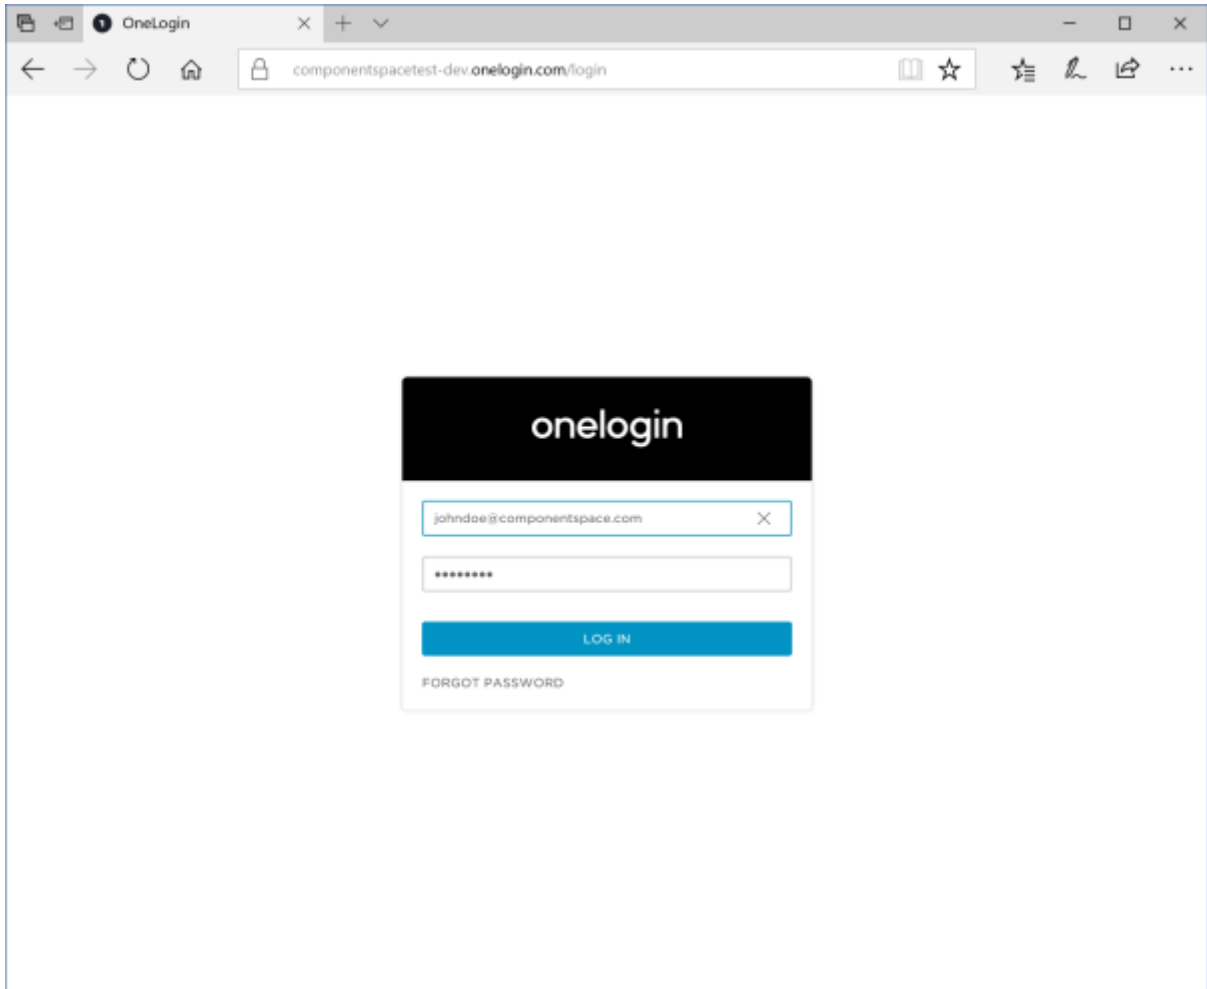 OneLogin
componentspacetest-dev.onelogin.com/login
onelogin
johndoe@componentspace.com
••••••••
LOG IN
FORGOT PASSWORD